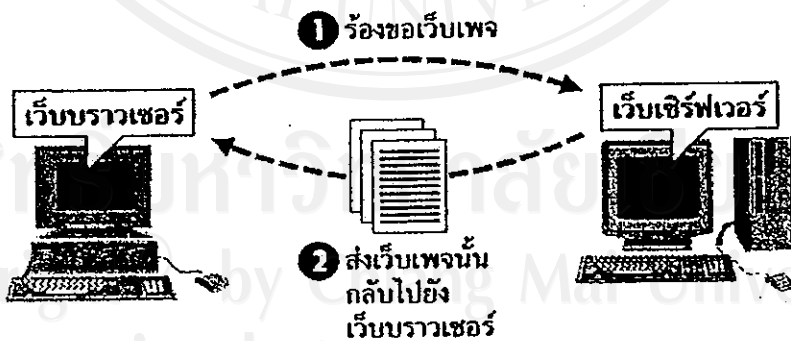 1 ร้องขอเว็บเพจ
เว็บบราวเซอร์
เว็บเซิร์ฟเวอร์
2 ส่งเว็บเพจนั้น
กลับไปยัง
เว็บบราวเซอร์